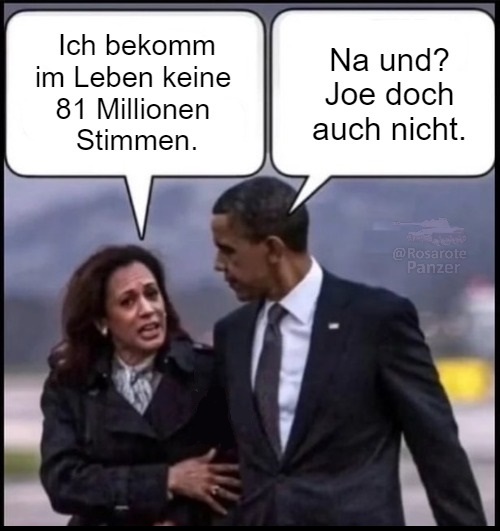 Ich bekomm
im Leben keine
81 Millionen
Stimmen.
Na und?
Joe doch
auch nicht.
@Rosarote
Panzer